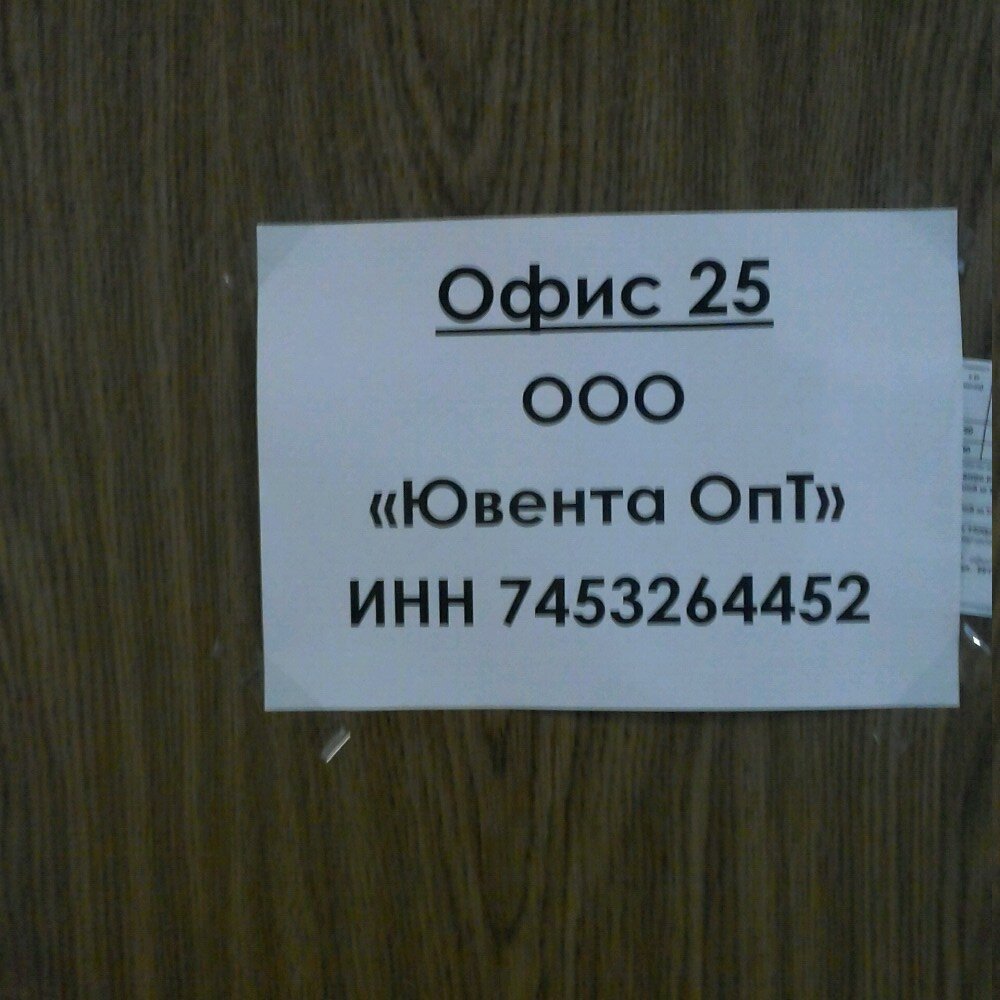 Офис 25
ООО
«Ювента ОпТ»
ИНН 7453264452